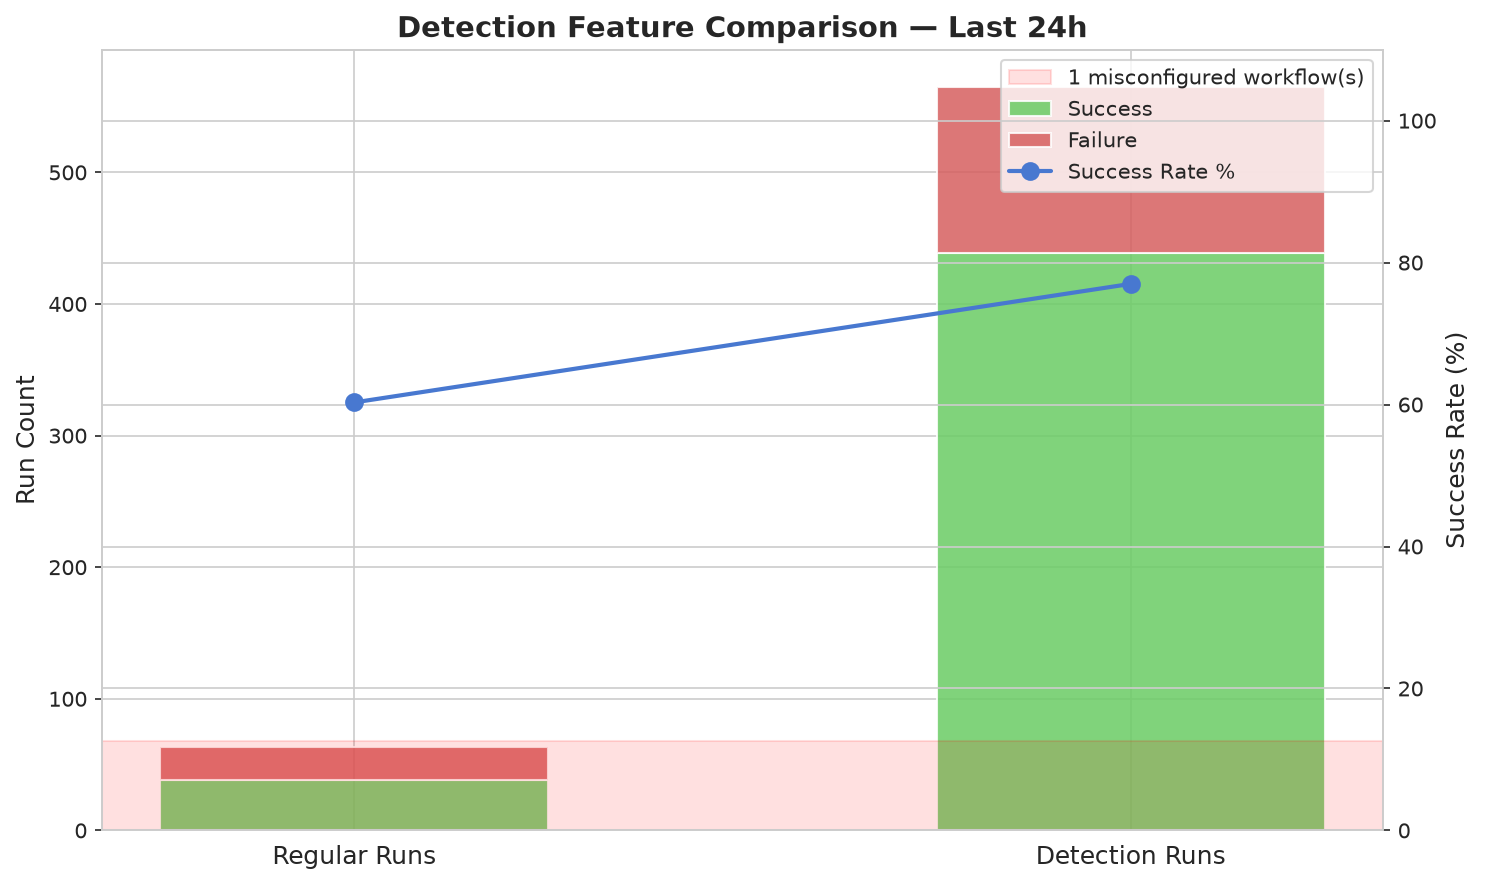 Detection Feature Comparison — Last 24h
1 misconfigured workflow(s)
Success
Failure
Success Rate %
Run Count
500
400
300
200
100
0
100
80
60
40
20
0
Success Rate (%)
Regular Runs
Detection Runs